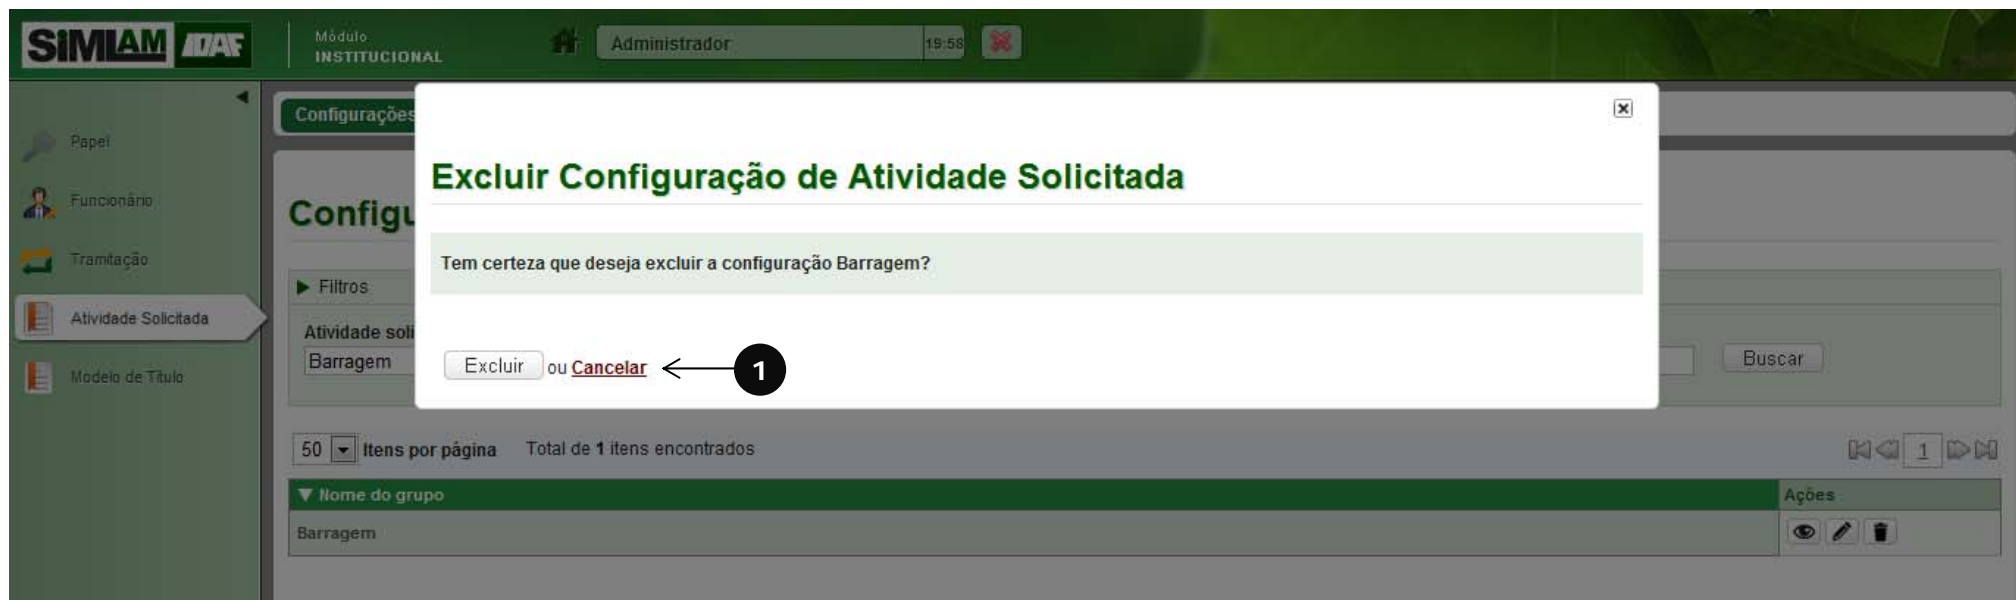 SiMLAM IDAF
Módulo
INSTITUCIONAL
Administrador
19:58
Papel
Funcionário
Tramitação
Atividade Solicitada
Modelo de Título
Configurações
Configu
Excluir Configuração de Atividade Solicitada
Tem certeza que deseja excluir a configuração Barragem?
Excluir ou Cancelar
1
Filtros
Atividade soli
Barragem
Buscar
50 Itens por página Total de 1 itens encontrados
1
Nome do grupo Ações
Barragem